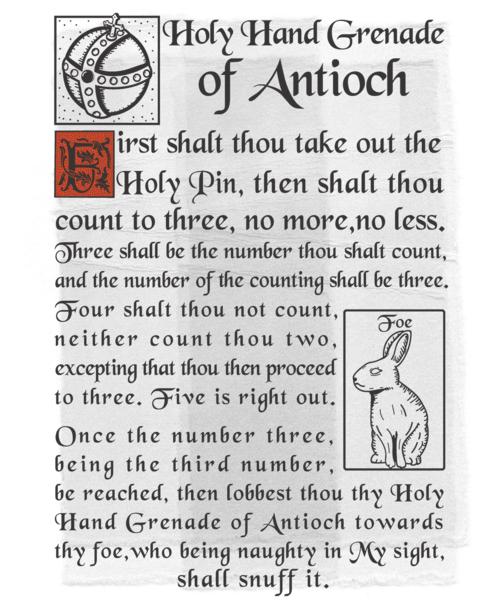 Holy Hand Grenade
of Antioch
First shalt thou take out the
Holy Pin, then shalt thou
count to three, no more,no less.
Three shall be the number thou shalt count,
and the number of the counting shall be three.
Four shalt thou not count,
neither count thou two,
excepting that thou then proceed
to three. Five is right out.
Foe
Once the number three,
being the third number,
be reached, then lobbest thou thy Holy
Hand Grenade of Antioch towards
thy foe,who being naughty in My sight,
shall snuff it.